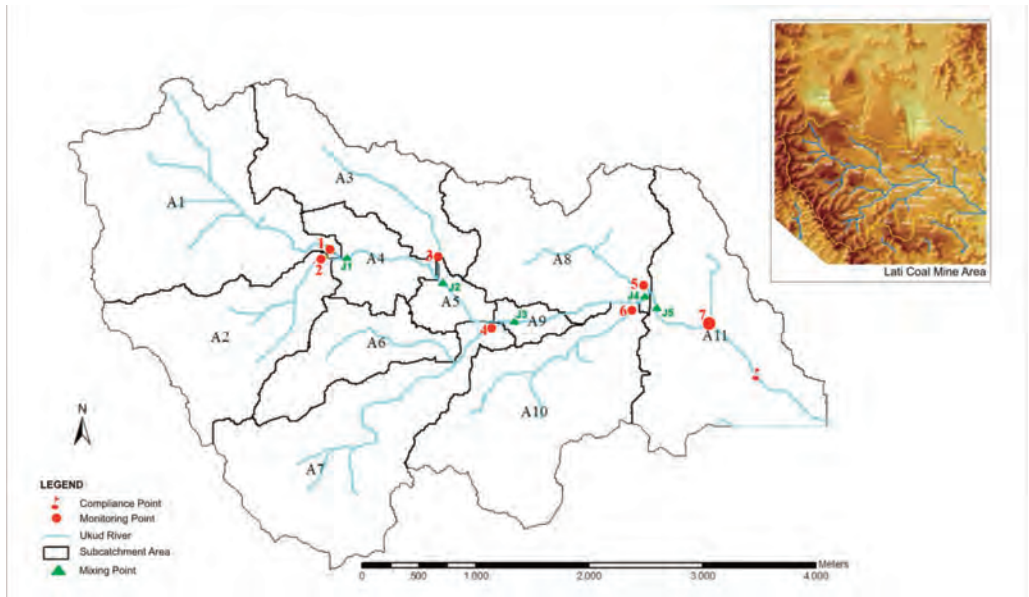 Lati Coal Mine Area
A1
A3
1
2
J1
A4
3
J2
A8
5
J4
J5
6
7
A11
A5
4
J3
A9
A2
A6
A10
A7
N
LEGEND
Compliance Point
Monitoring Point
Ukud River
Subcatchment Area
Mixing Point
0 .500 1.000 2.000 3.000 4.000 Meters